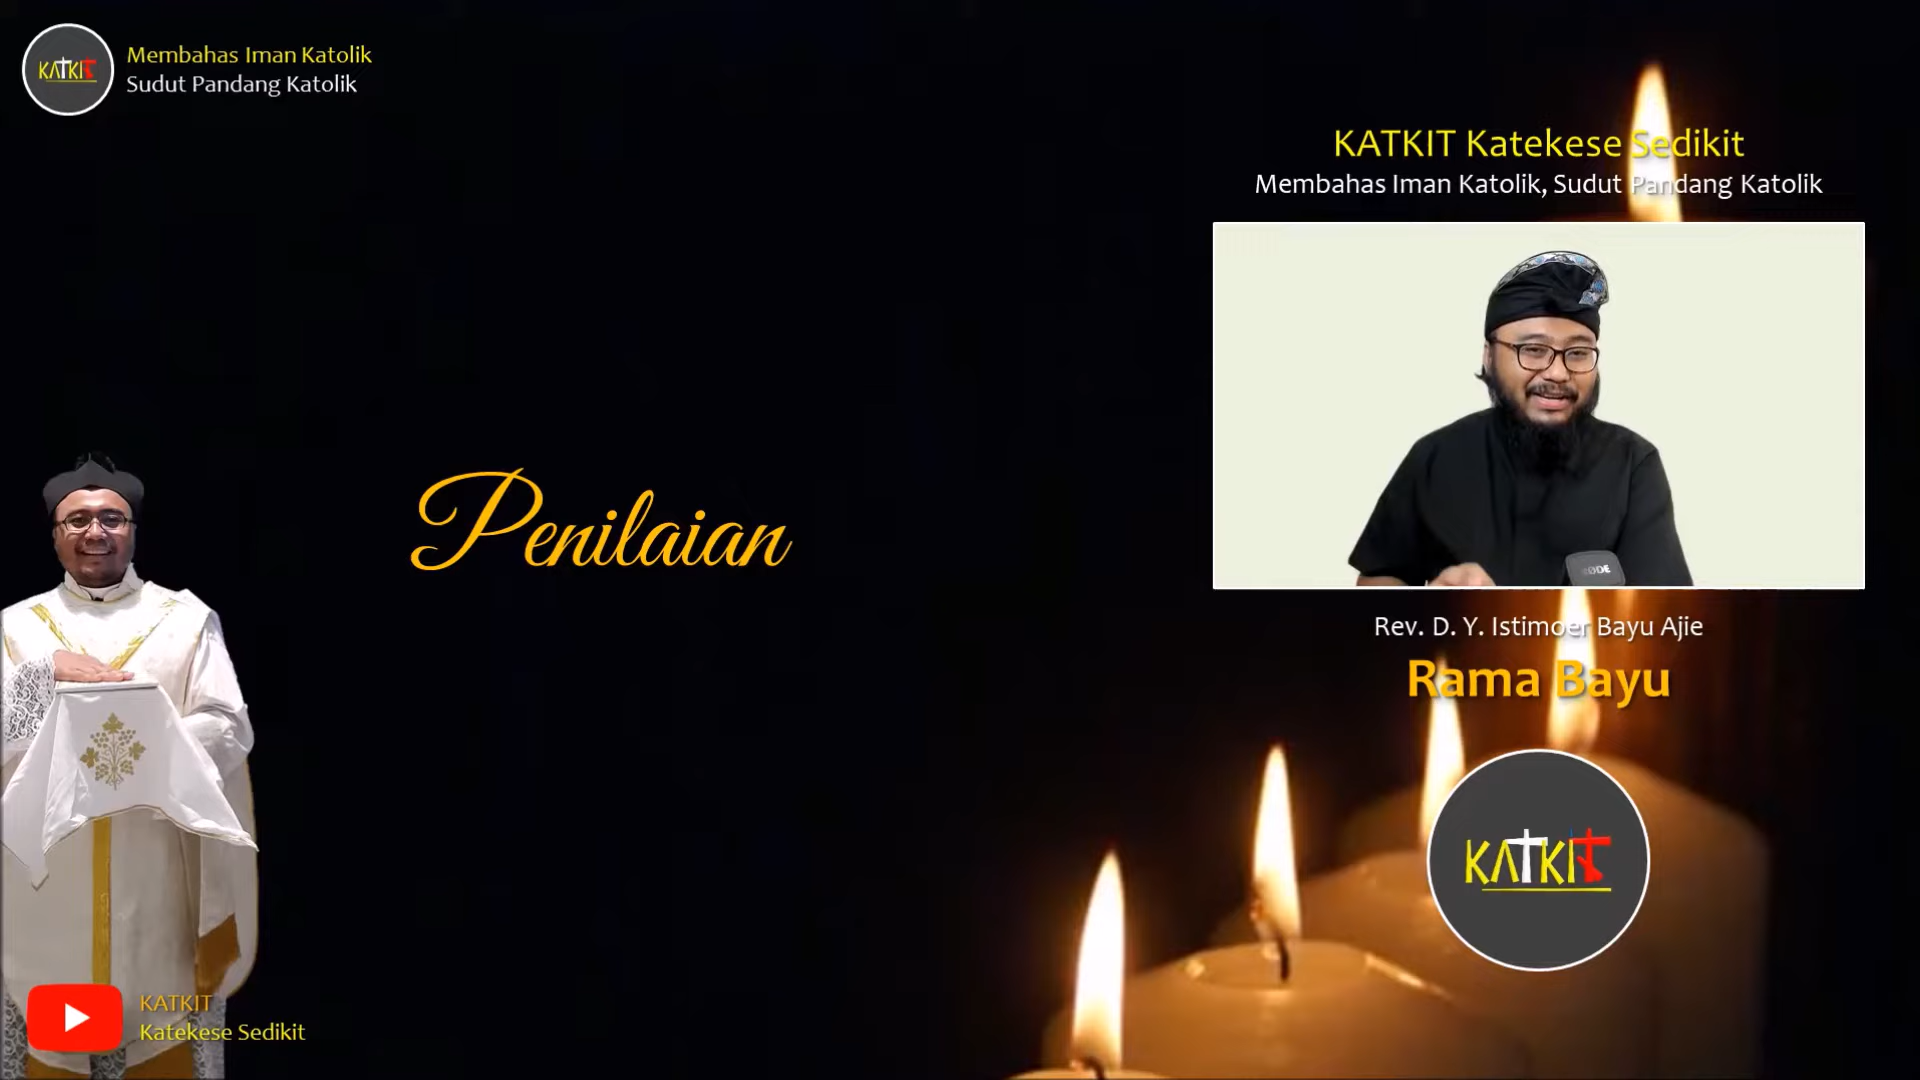 KATKIT
Membahas Iman Katolik
Sudut Pandang Katolik
KATKIT Katekese Sedikit
Membahas Iman Katolik, Sudut Pandang Katolik
Penilaian
RØDE
Rev. D. Y. Istimoer Bayu Ajie
Rama Bayu
KATKIT
KATKIT
Katekese Sedikit